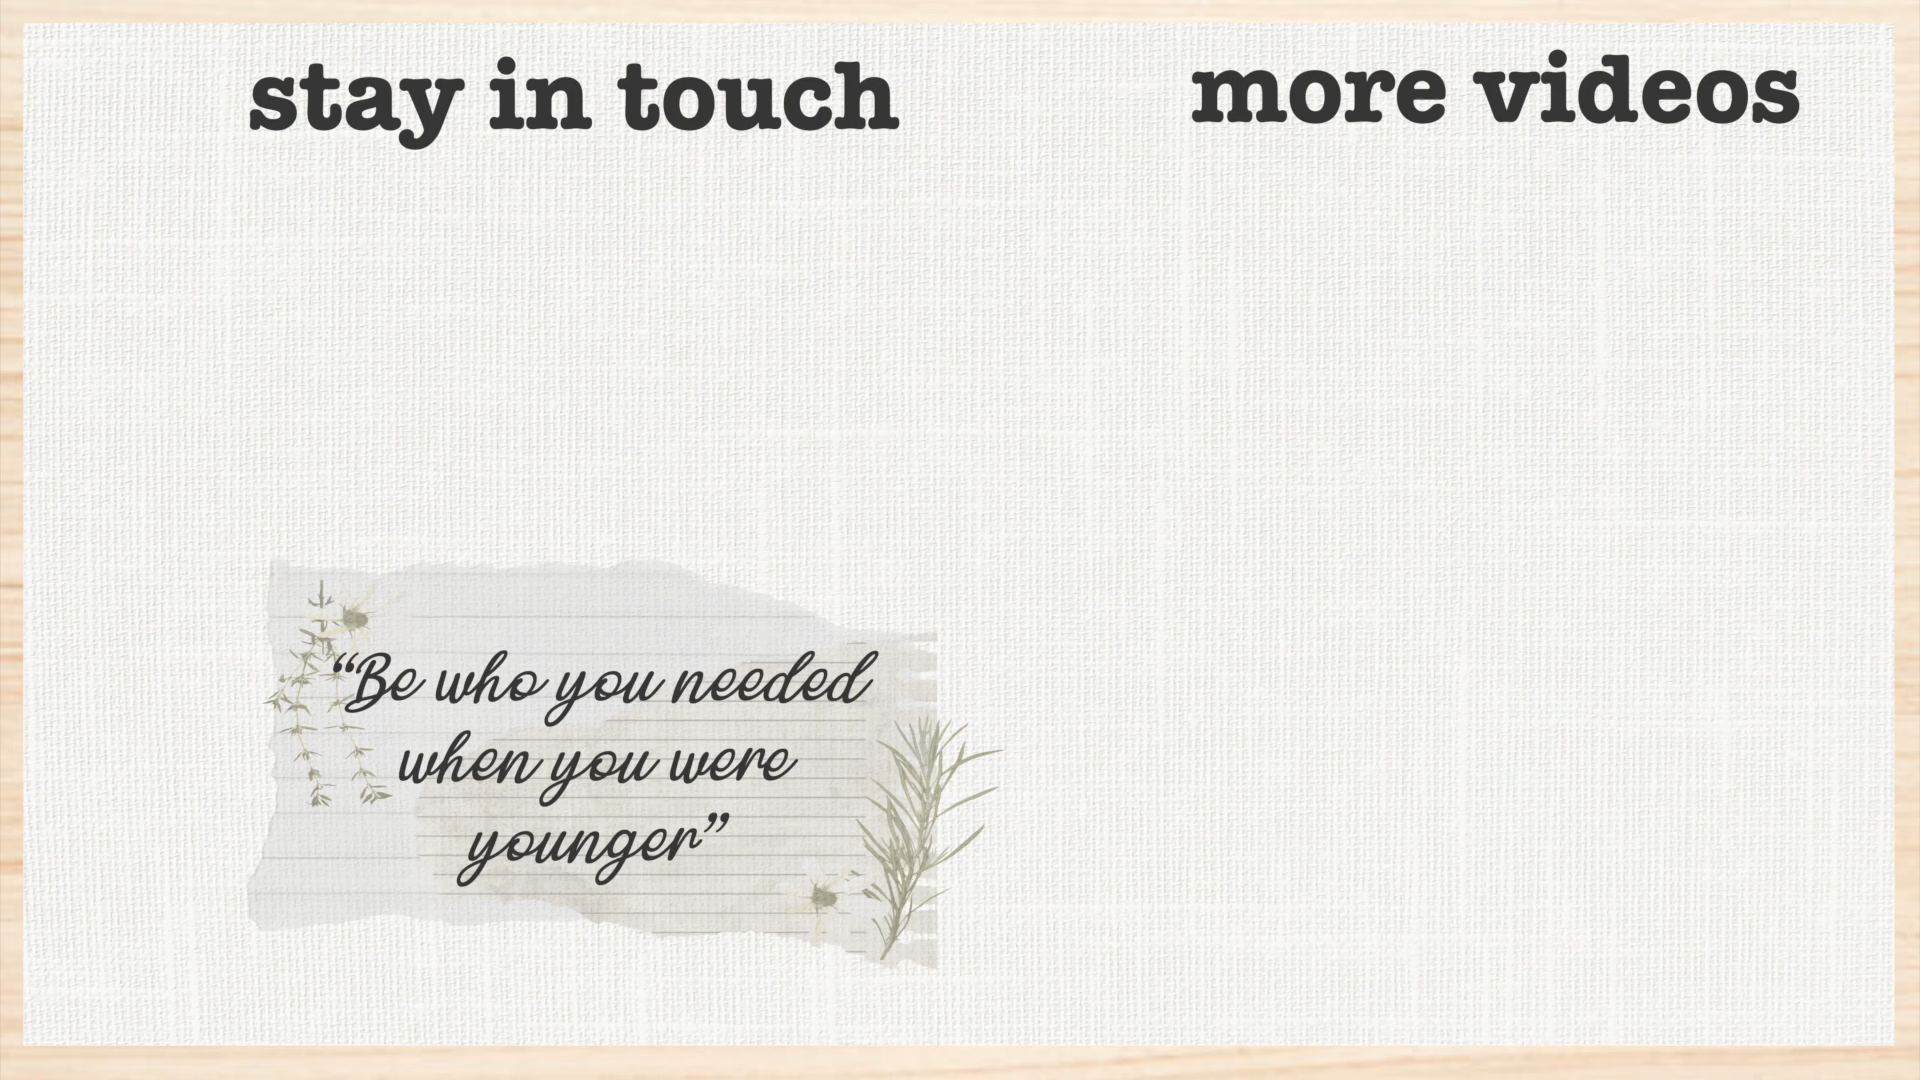 stay in touch
more videos
“Be who you needed
when you were
younger”